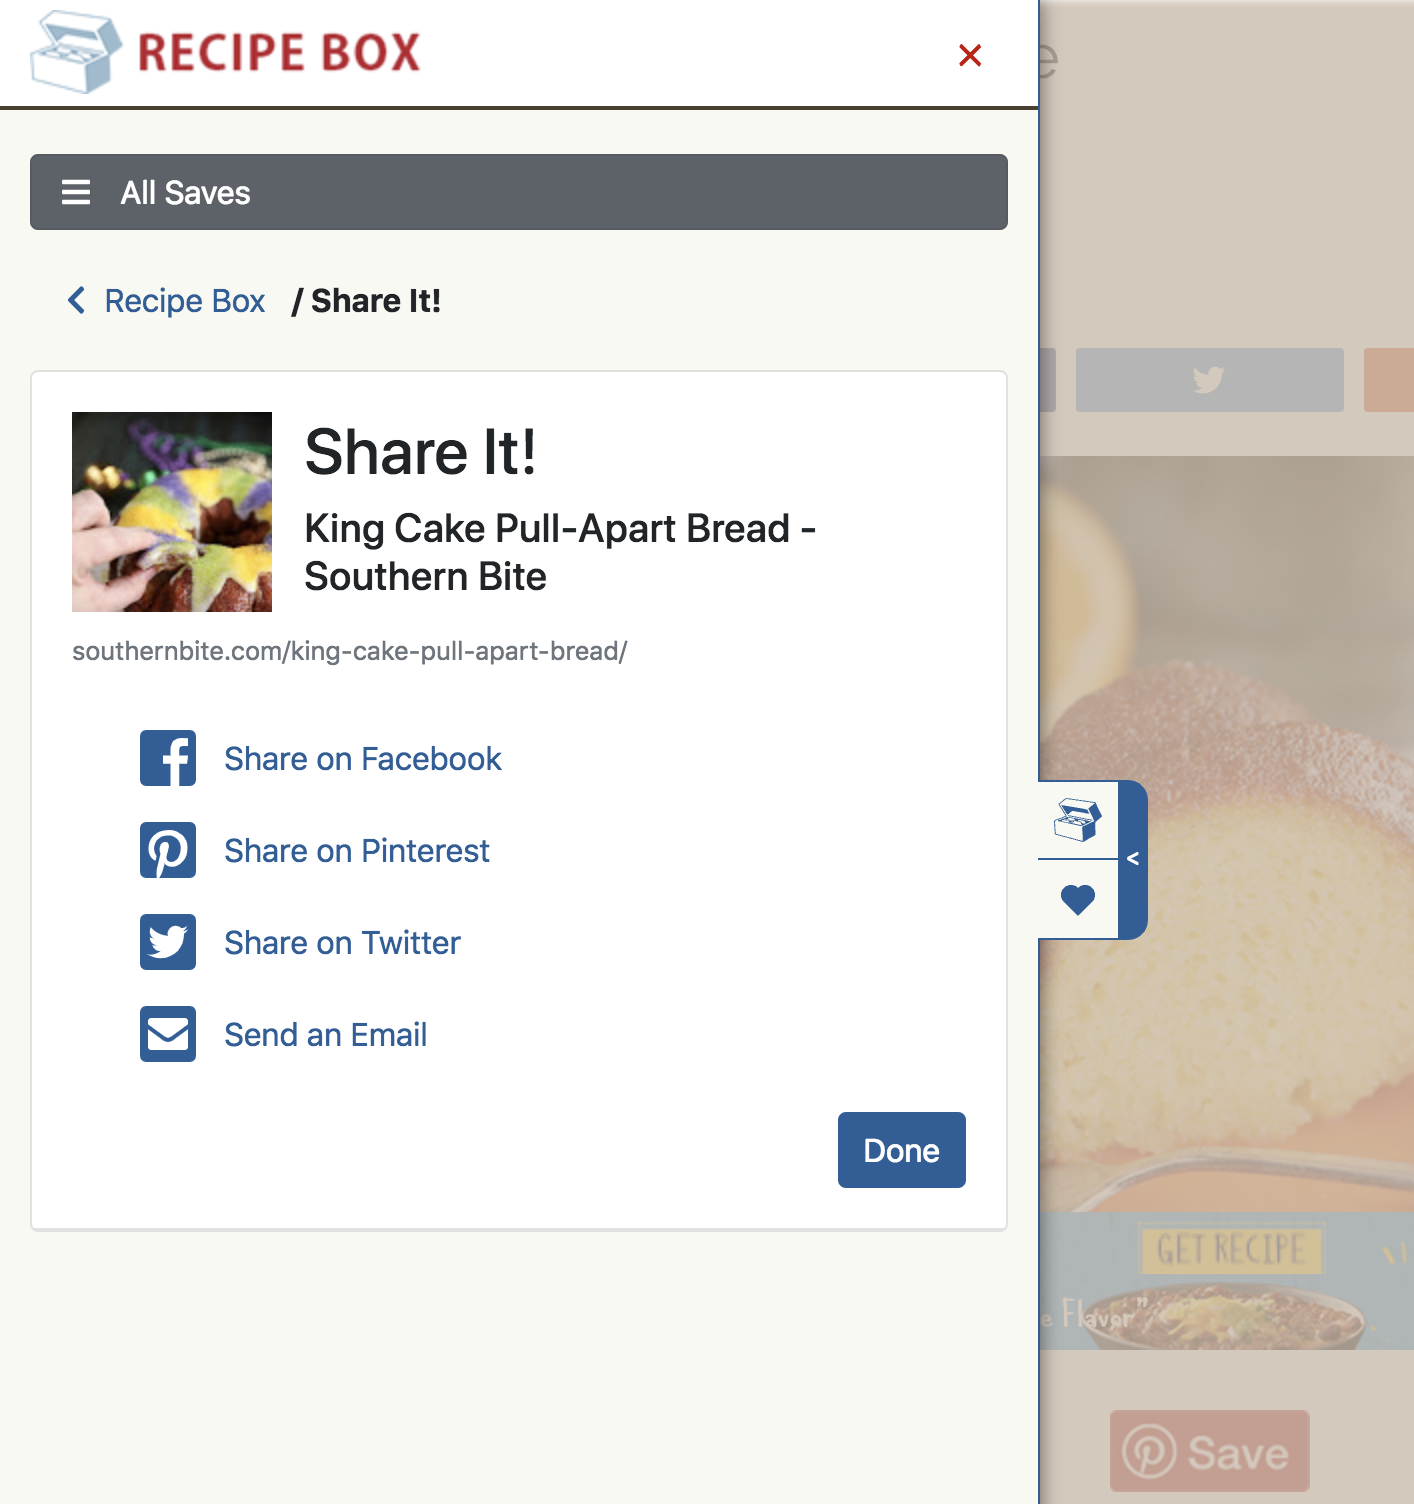 RECIPE BOX
e
All Saves
Recipe Box / Share It!
Share It!
King Cake Pull-Apart Bread -
Southern Bite
southernbite.com/king-cake-pull-apart-bread/
Share on Facebook
Share on Pinterest
Share on Twitter
Send an Email
Done
<
GET RECIPE
e Flavor"
Save